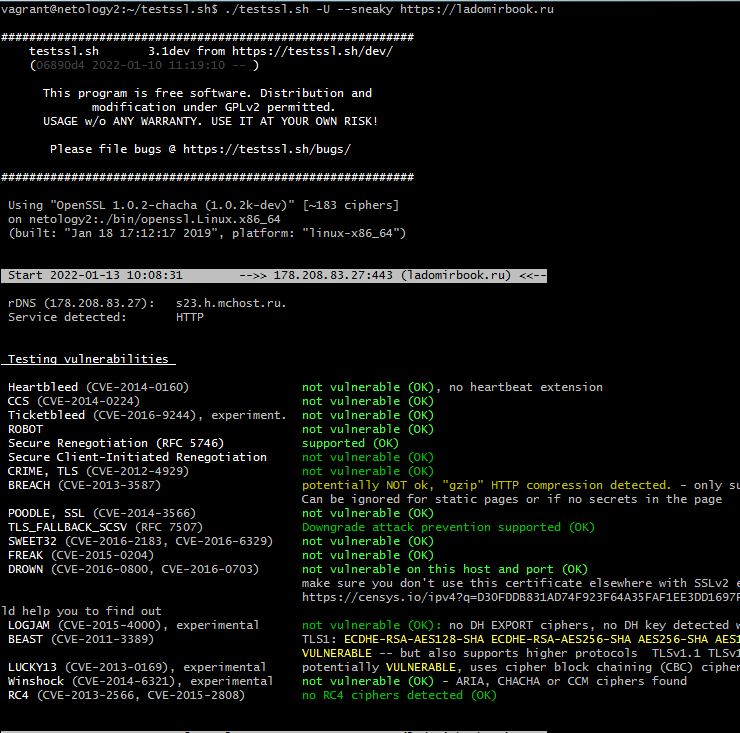 vagrant@netology2:~/testssl.sh$ ./testssl.sh -U --sneaky https://ladomirbook.ru
###########################################################
testssl.sh 3.1dev from https://testssl.sh/dev/
(06890d4 2022-01-10 11:19:10 -- )
This program is free software. Distribution and
modification under GPLv2 permitted.
USAGE w/o ANY WARRANTY. USE IT AT YOUR OWN RISK!
Please file bugs @ https://testssl.sh/bugs/
###########################################################
Using "OpenSSL 1.0.2-chacha (1.0.2k-dev)" [~183 ciphers]
on netology2:./bin/openssl.Linux.x86_64
(built: "Jan 18 17:12:17 2019", platform: "linux-x86_64")
Start 2022-01-13 10:08:31 -->> 178.208.83.27:443 (ladomirbook.ru) <<--
rDNS (178.208.83.27): s23.h.mchost.ru.
Service detected: HTTP
Testing vulnerabilities
Heartbleed (CVE-2014-0160) not vulnerable (OK), no heartbeat extension
CCS (CVE-2014-0224) not vulnerable (OK)
Ticketbleed (CVE-2016-9244), experiment. not vulnerable (OK)
ROBOT not vulnerable (OK)
Secure Renegotiation (RFC 5746) supported (OK)
Secure Client-Initiated Renegotiation not vulnerable (OK)
CRIME, TLS (CVE-2012-4929) not vulnerable (OK)
BREACH (CVE-2013-3587) potentially NOT ok, "gzip" HTTP compression detected. - only su
Can be ignored for static pages or if no secrets in the page
POODLE, SSL (CVE-2014-3566) not vulnerable (OK)
TLS_FALLBACK_SCSV (RFC 7507) Downgrade attack prevention supported (OK)
SWEET32 (CVE-2016-2183, CVE-2016-6329) not vulnerable (OK)
FREAK (CVE-2015-0204) not vulnerable (OK)
DROWN (CVE-2016-0800, CVE-2016-0703) not vulnerable on this host and port (OK)
make sure you don't use this certificate elsewhere with SSLv2 e
https://censys.io/ipv4?q=D30FDDB831AD74F923F64A35FAF1EE3DD1697F
ld help you to find out
LOGJAM (CVE-2015-4000), experimental not vulnerable (OK): no DH EXPORT ciphers, no DH key detected w
BEAST (CVE-2011-3389) TLS1: ECDHE-RSA-AES128-SHA ECDHE-RSA-AES256-SHA AES256-SHA AES1
VULNERABLE -- but also supports higher protocols TLSv1.1 TLSv1
LUCKY13 (CVE-2013-0169), experimental potentially VULNERABLE, uses cipher block chaining (CBC) cipher
Winshock (CVE-2014-6321), experimental not vulnerable (OK) - ARIA, CHACHA or CCM ciphers found
RC4 (CVE-2013-2566, CVE-2015-2808) no RC4 ciphers detected (OK)